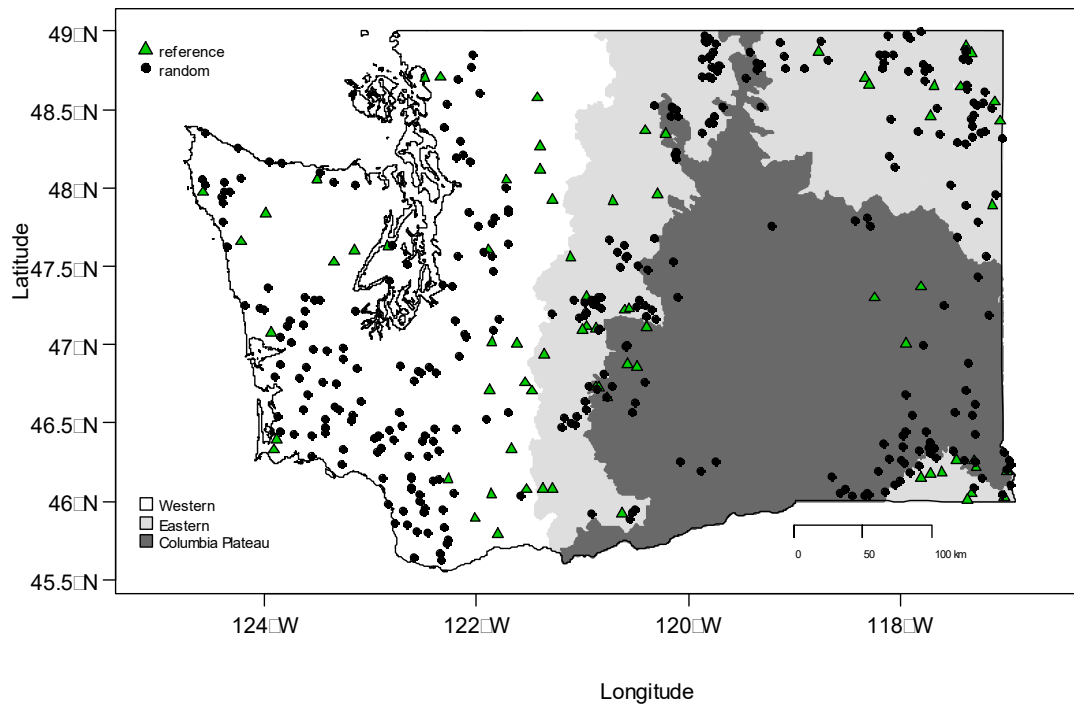 reference
random
49□N
48.5□N
48□N
47.5□N
47□N
46.5□N
46□N
45.5□N
Latitude
Western
Eastern
Columbia Plateau
0 50 100 km
124□W 122□W 120□W 118□W
Longitude